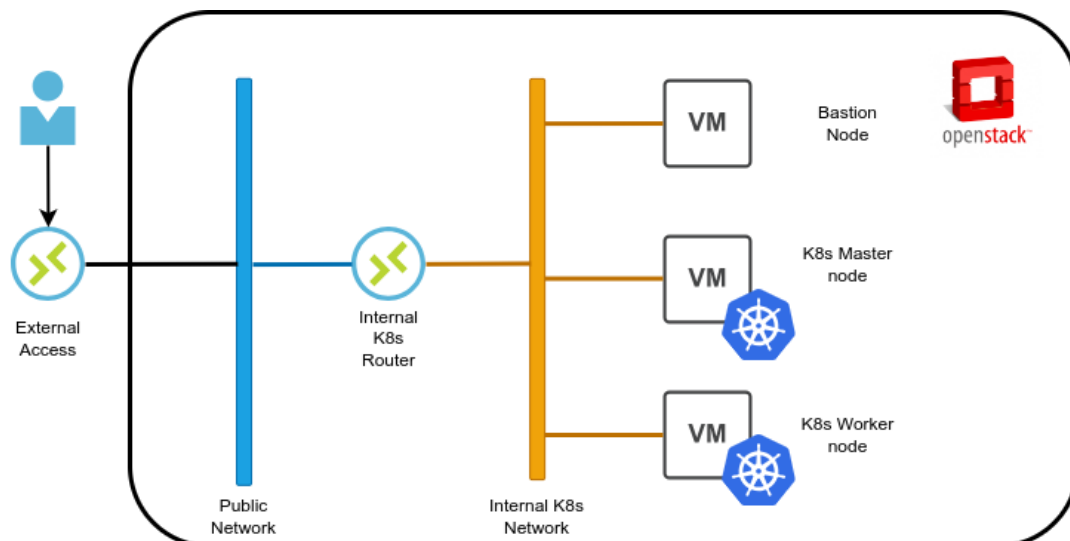 External
Access
Public
Network
Internal
K8s
Router
Internal K8s
Network
VM
Bastion
Node
VM
K8s Master
node
VM
K8s Worker
node
openstack™